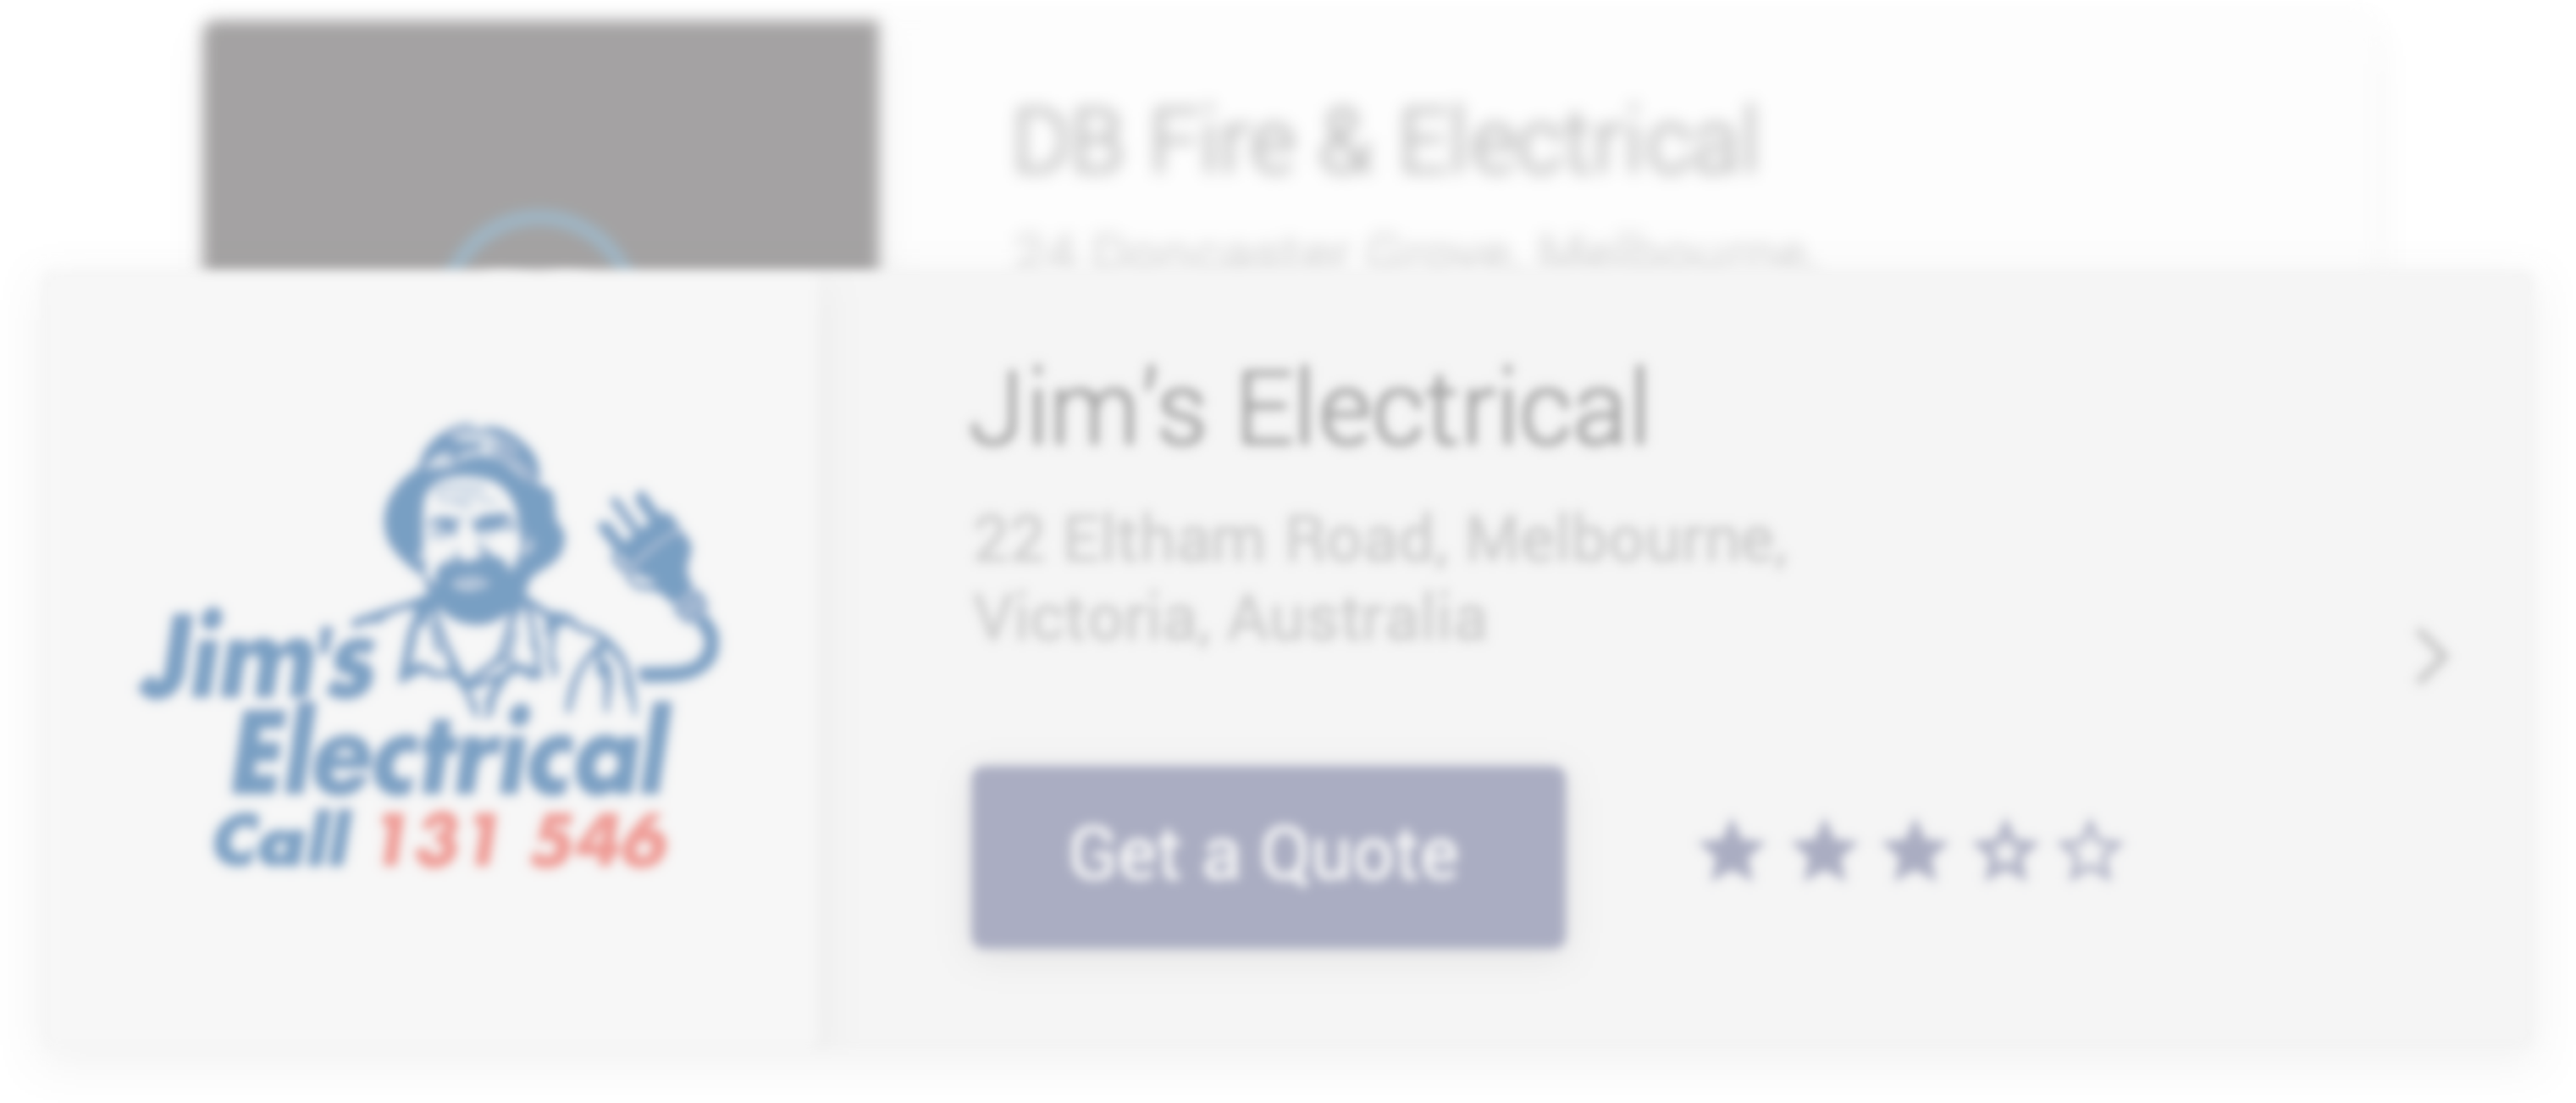 DB Fire & Electrical
24 Doncaster Grove, Melbourne,
Jim's
Electrical
Call 131 546
Jim's Electrical
22 Eltham Road, Melbourne,
Victoria, Australia
Get a Quote